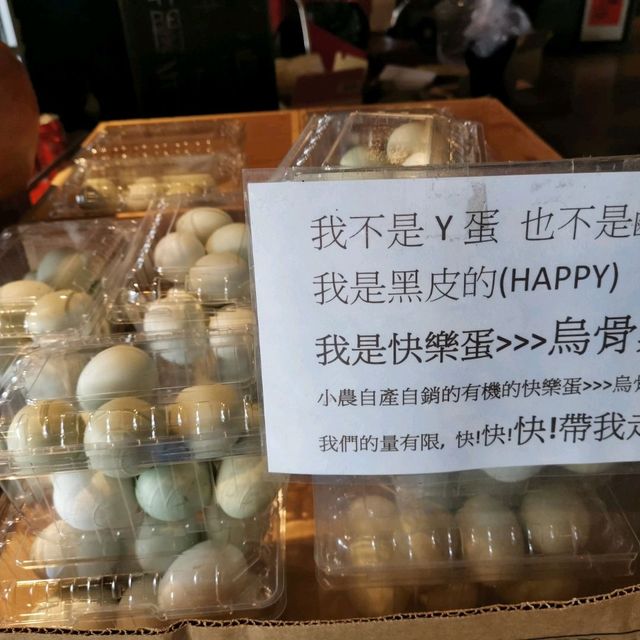 我不是 Y 蛋 也不是
我是黑皮的(HAPPY)
我是快樂蛋>>>烏骨
小農自產自銷的有機的快樂蛋>>>烏
我們的量有限, 快!快!快!帶我走